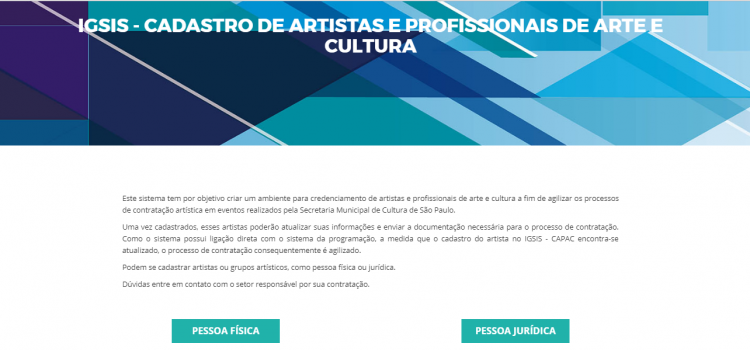 IGSIS - CADASTRO DE ARTISTAS E PROFISSIONAIS DE ARTE E
CULTURA
Este sistema tem por objetivo criar um ambiente para credenciamento de artistas e profissionais de arte e cultura a fim de agilizar os processos
de contratação artística em eventos realizados pela Secretaria Municipal de Cultura de São Paulo.
Uma vez cadastrados, esses artistas poderão atualizar suas informações e enviar a documentação necessária para o processo de contratação.
Como o sistema possui ligação direta com o sistema da programação, a medida que o cadastro do artista no IGSIS - CAPAC encontra-se
atualizado, o processo de contratação consequentemente é agilizado.
Podem se cadastrar artistas ou grupos artísticos, como pessoa física ou jurídica.
Dúvidas entre em contato com o setor responsável por sua contratação.
PESSOA FÍSICA
PESSOA JURÍDICA